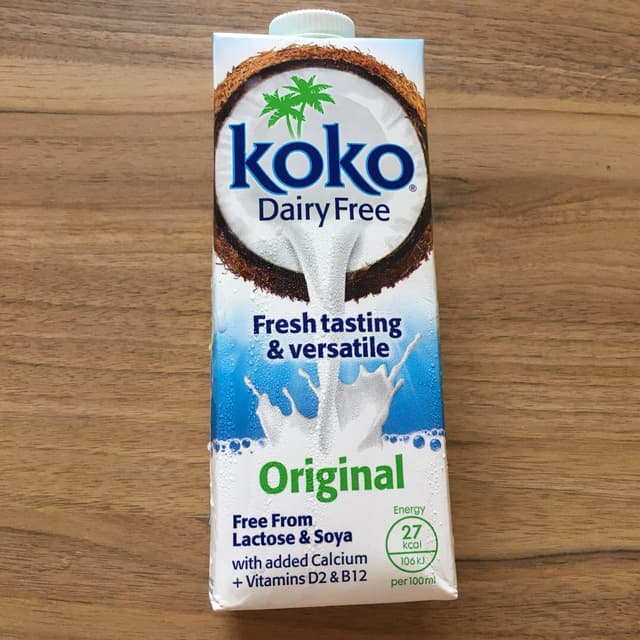 koko®
Dairy Free
Fresh tasting
& versatile
Original
Free From
Lactose & Soya
with added Calcium
+ Vitamins D2 & B12
Energy
27
kcal
106 kJ
per 100ml